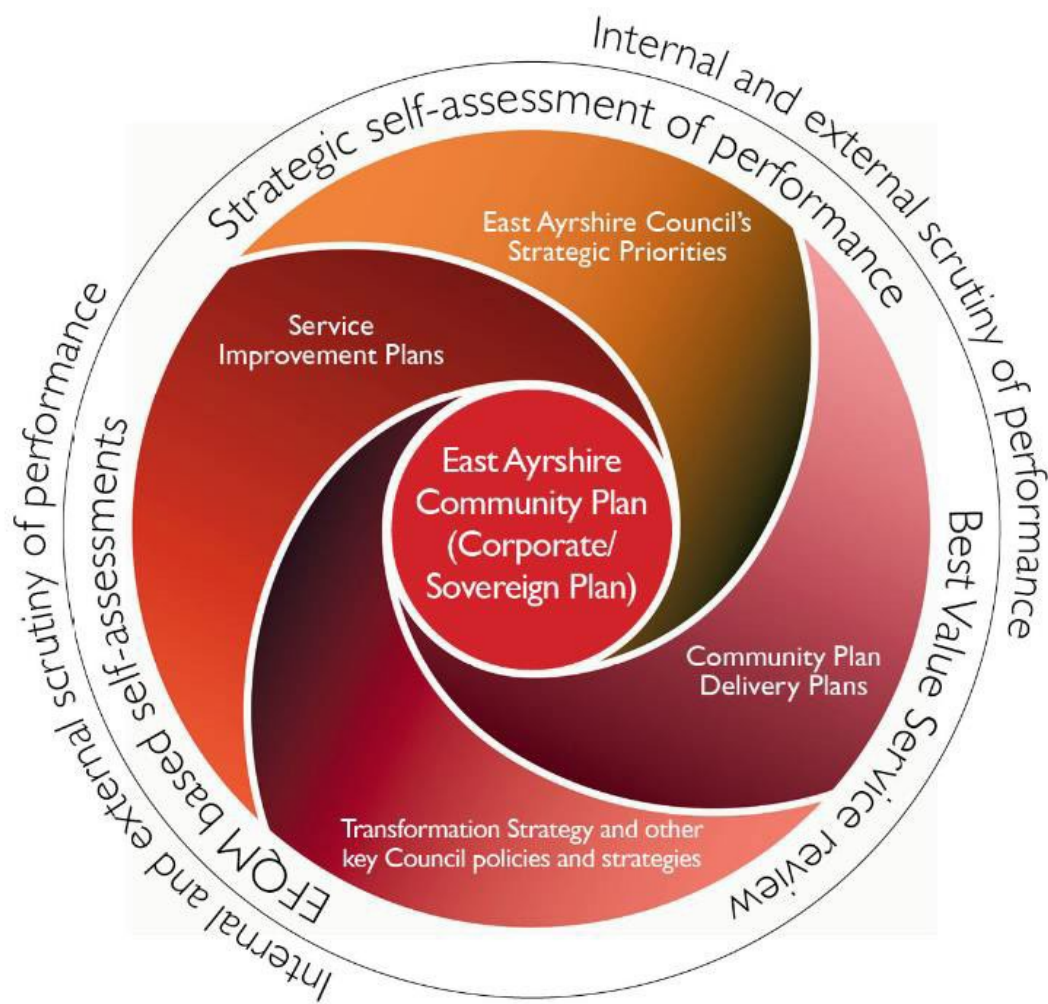 Internal and external scrutiny of performance
Strategic self-assessment of performance
East Ayrshire Council's
Strategic Priorities
Service
Improvement Plans
East Ayrshire
Community Plan
(Corporate/
Sovereign Plan)
Community Plan
Delivery Plans
Transformation Strategy and other
key Council policies and strategies
Best Value Service review
EFQM based self-assessments
Internal and external scrutiny of performance